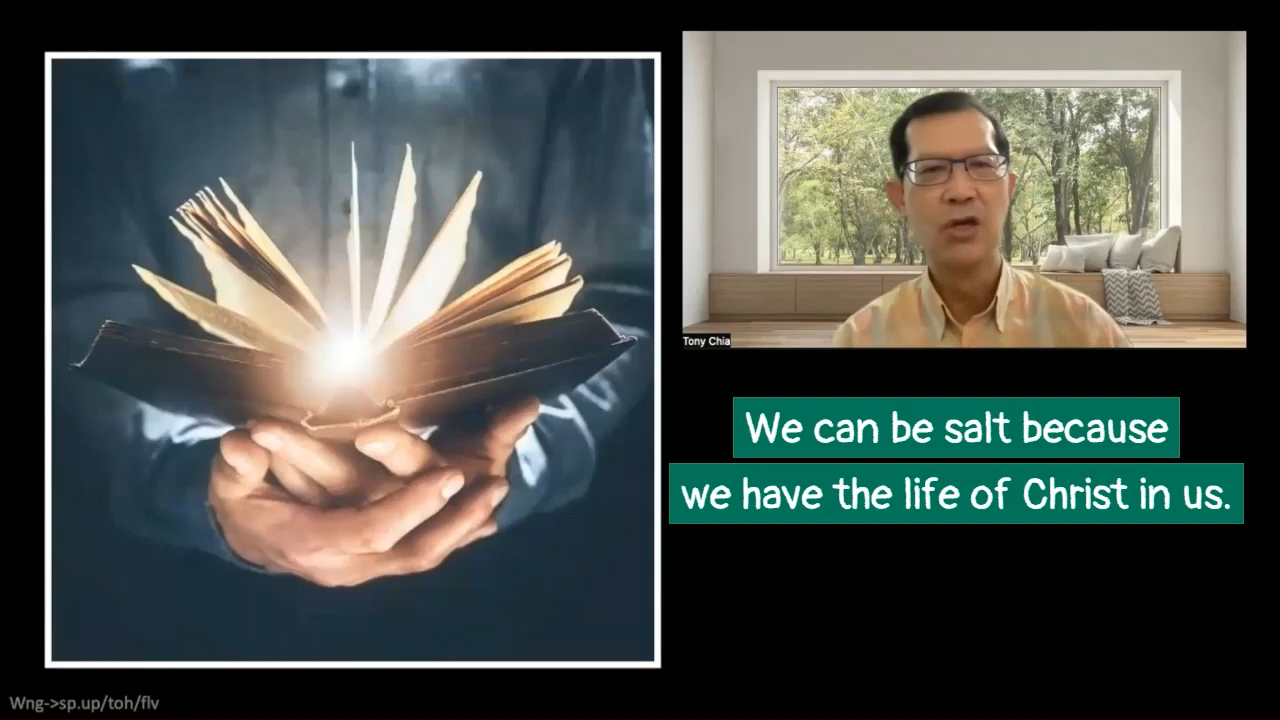 Tony Chia
We can be salt because
we have the life of Christ in us.
Wng->sp.up/toh/flv